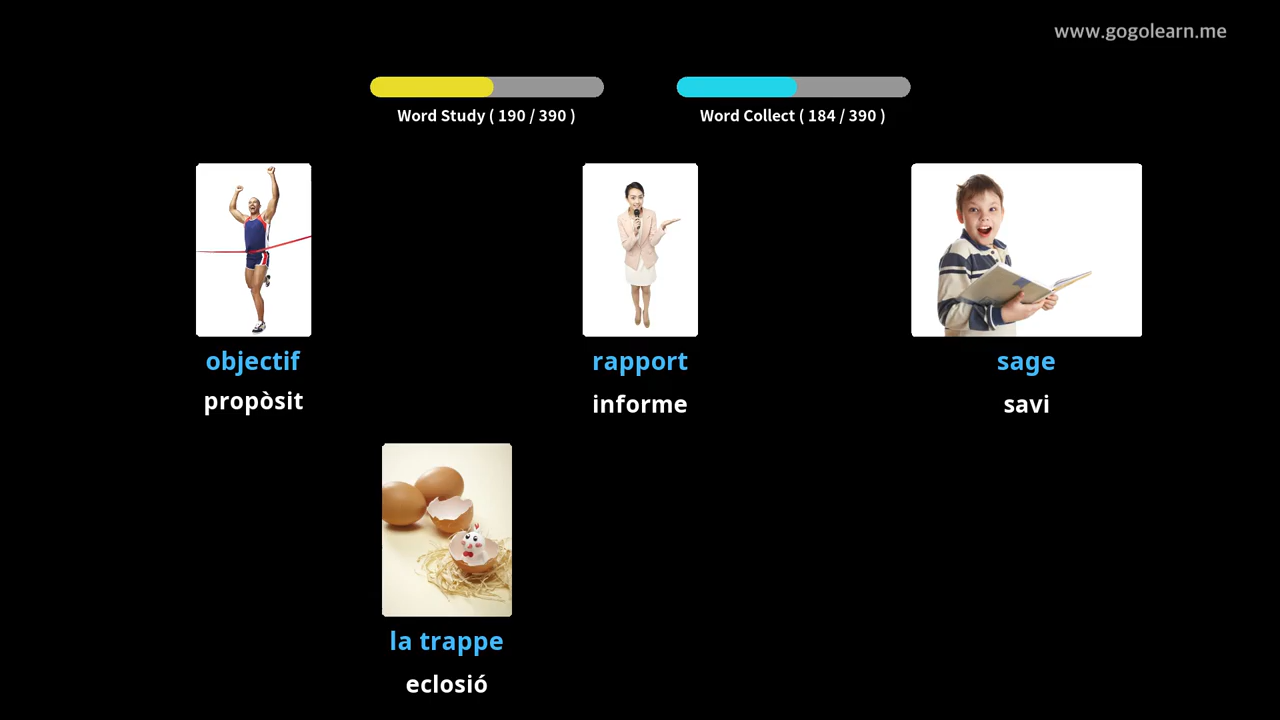 www.gogolearn.me
Word Study ( 190 / 390 )
Word Collect ( 184 / 390 )
objectif
propòsit
rapport
informe
sage
savi
la trappe
eclosió